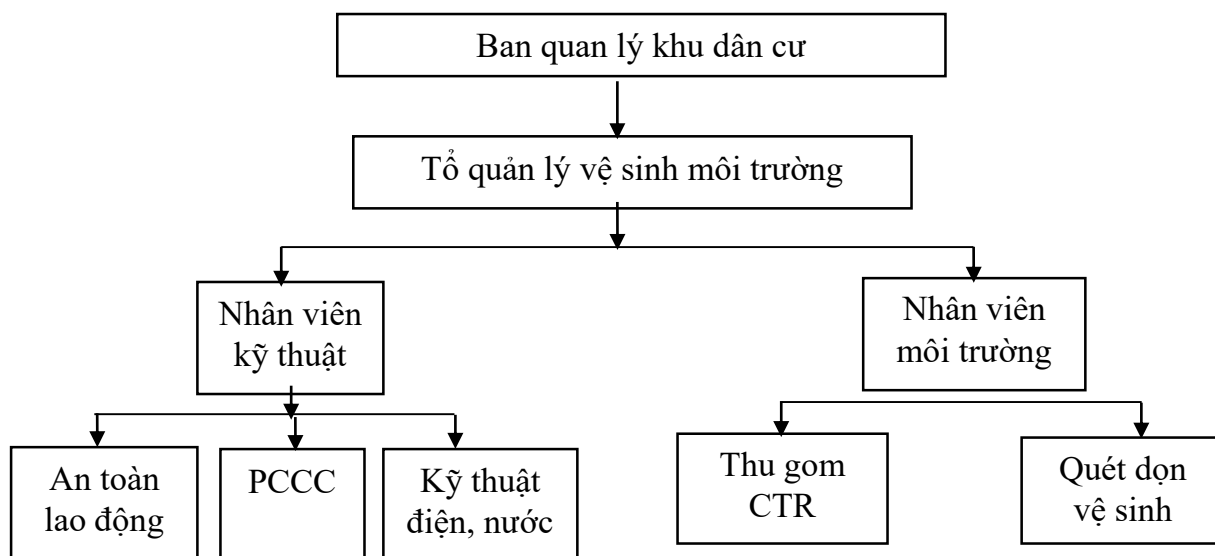 Ban quan lý khu dân cư
Tổ quản lý vệ sinh môi trường
Nhân viên
kỹ thuật
Nhân viên
môi trường
An toàn
lao động
PCCC
Kỹ thuật
điện, nước
Thu gom
CTR
Quét dọn
vệ sinh